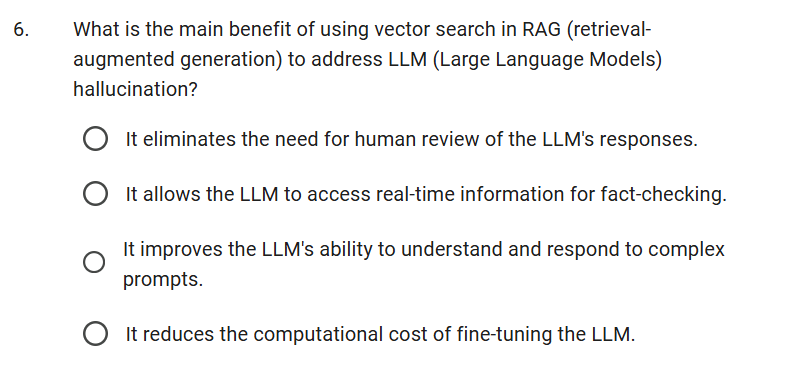 6. What is the main benefit of using vector search in RAG (retrieval-
augmented generation) to address LLM (Large Language Models)
hallucination?
It eliminates the need for human review of the LLM's responses.
It allows the LLM to access real-time information for fact-checking.
It improves the LLM's ability to understand and respond to complex
prompts.
It reduces the computational cost of fine-tuning the LLM.